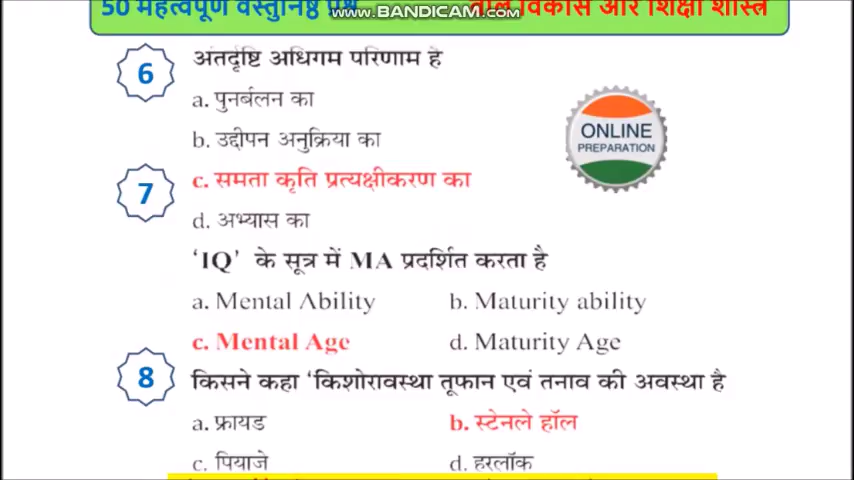 50 महत्वपूर्ण वस्तुनिष्ठ प्रश्न बाल विकास और शिक्षा शास्त्र
www.BANDICAM.com
6 अंतर्दृष्टि अधिगम परिणाम है
a. पुनर्बलन का
b. उद्दीपन अनुक्रिया का
ONLINE
PREPARATION
7 c. समता कृति प्रत्यक्षीकरण का
d. अभ्यास का
'IQ' के सूत्र में MA प्रदर्शित करता है
a. Mental Ability b. Maturity ability
c. Mental Age d. Maturity Age
8 किसने कहा 'किशोरावस्था तूफान एवं तनाव की अवस्था है
a. फ्रायड b. स्टेनले हॉल
c. पियाजे d. हरलॉक